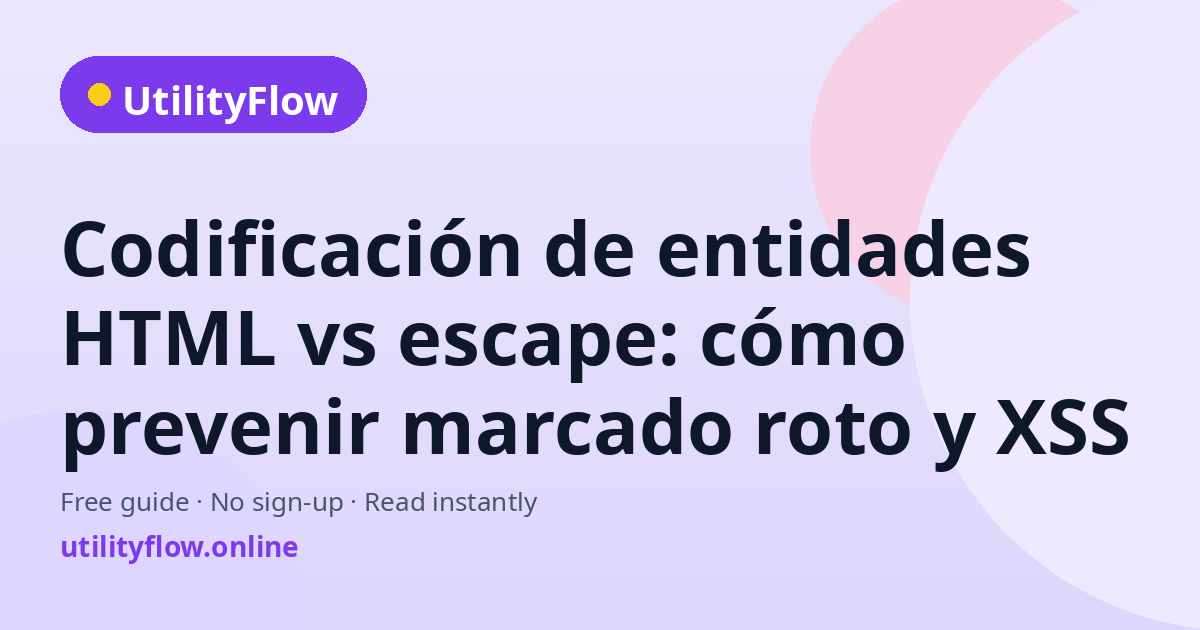 UtilityFlow
Codificación de entidades
HTML vs escape: cómo
prevenir marcado roto y XSS
Free guide · No sign-up · Read instantly
utilityflow.online